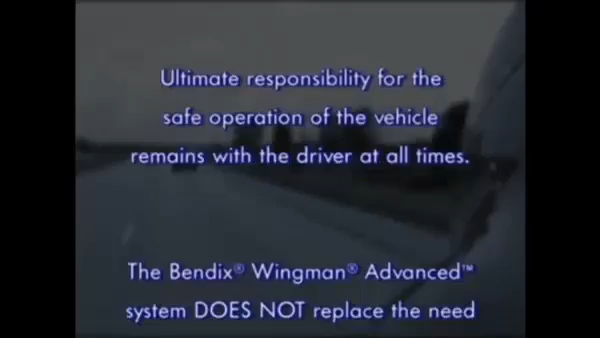 Ultimate responsibility for the
safe operation of the vehicle
remains with the driver at all times.
The Bendix® Wingman® Advanced™
system DOES NOT replace the need